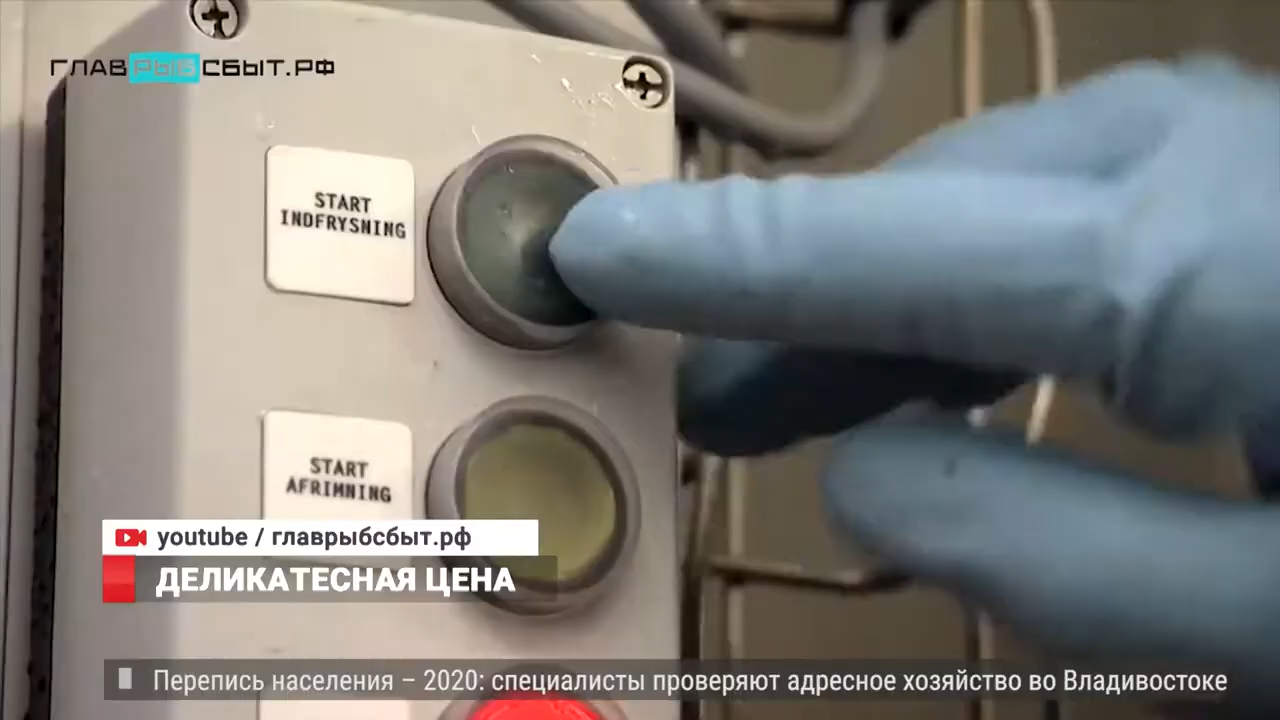 ГЛАВРЫБСБЫТ.РФ
START
INDFRYSNING
START
AFRIMNING
youtube / главрыбсбыт.рф
ДЕЛИКАТЕСНАЯ ЦЕНА
Перепись населения – 2020: специалисты проверяют адресное хозяйство во Владивостоке